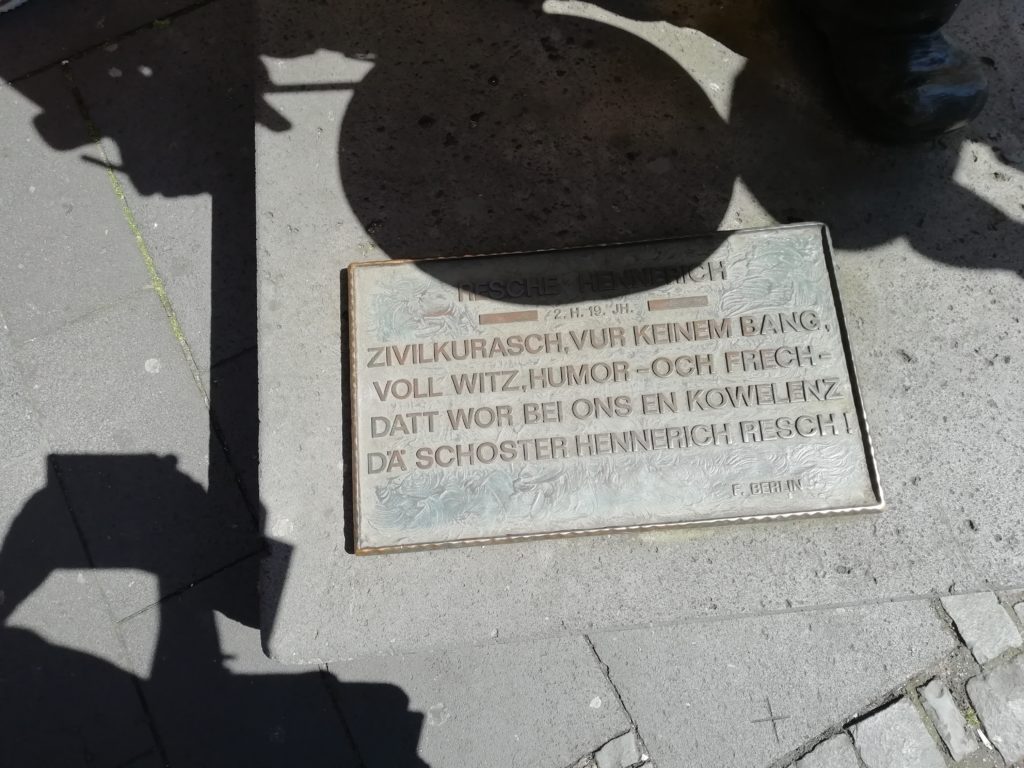 RESCHE HENNERICH
2. H. 19. JH.
ZIVILKURASCH, VUR KEINEM BANG,
VOLL WITZ, HUMOR - OCH FRECH -
DATT WOR BEI ONS EN KOWELENZ
DÄ SCHOSTER HENNERICH RESCH !
F. BERLIN